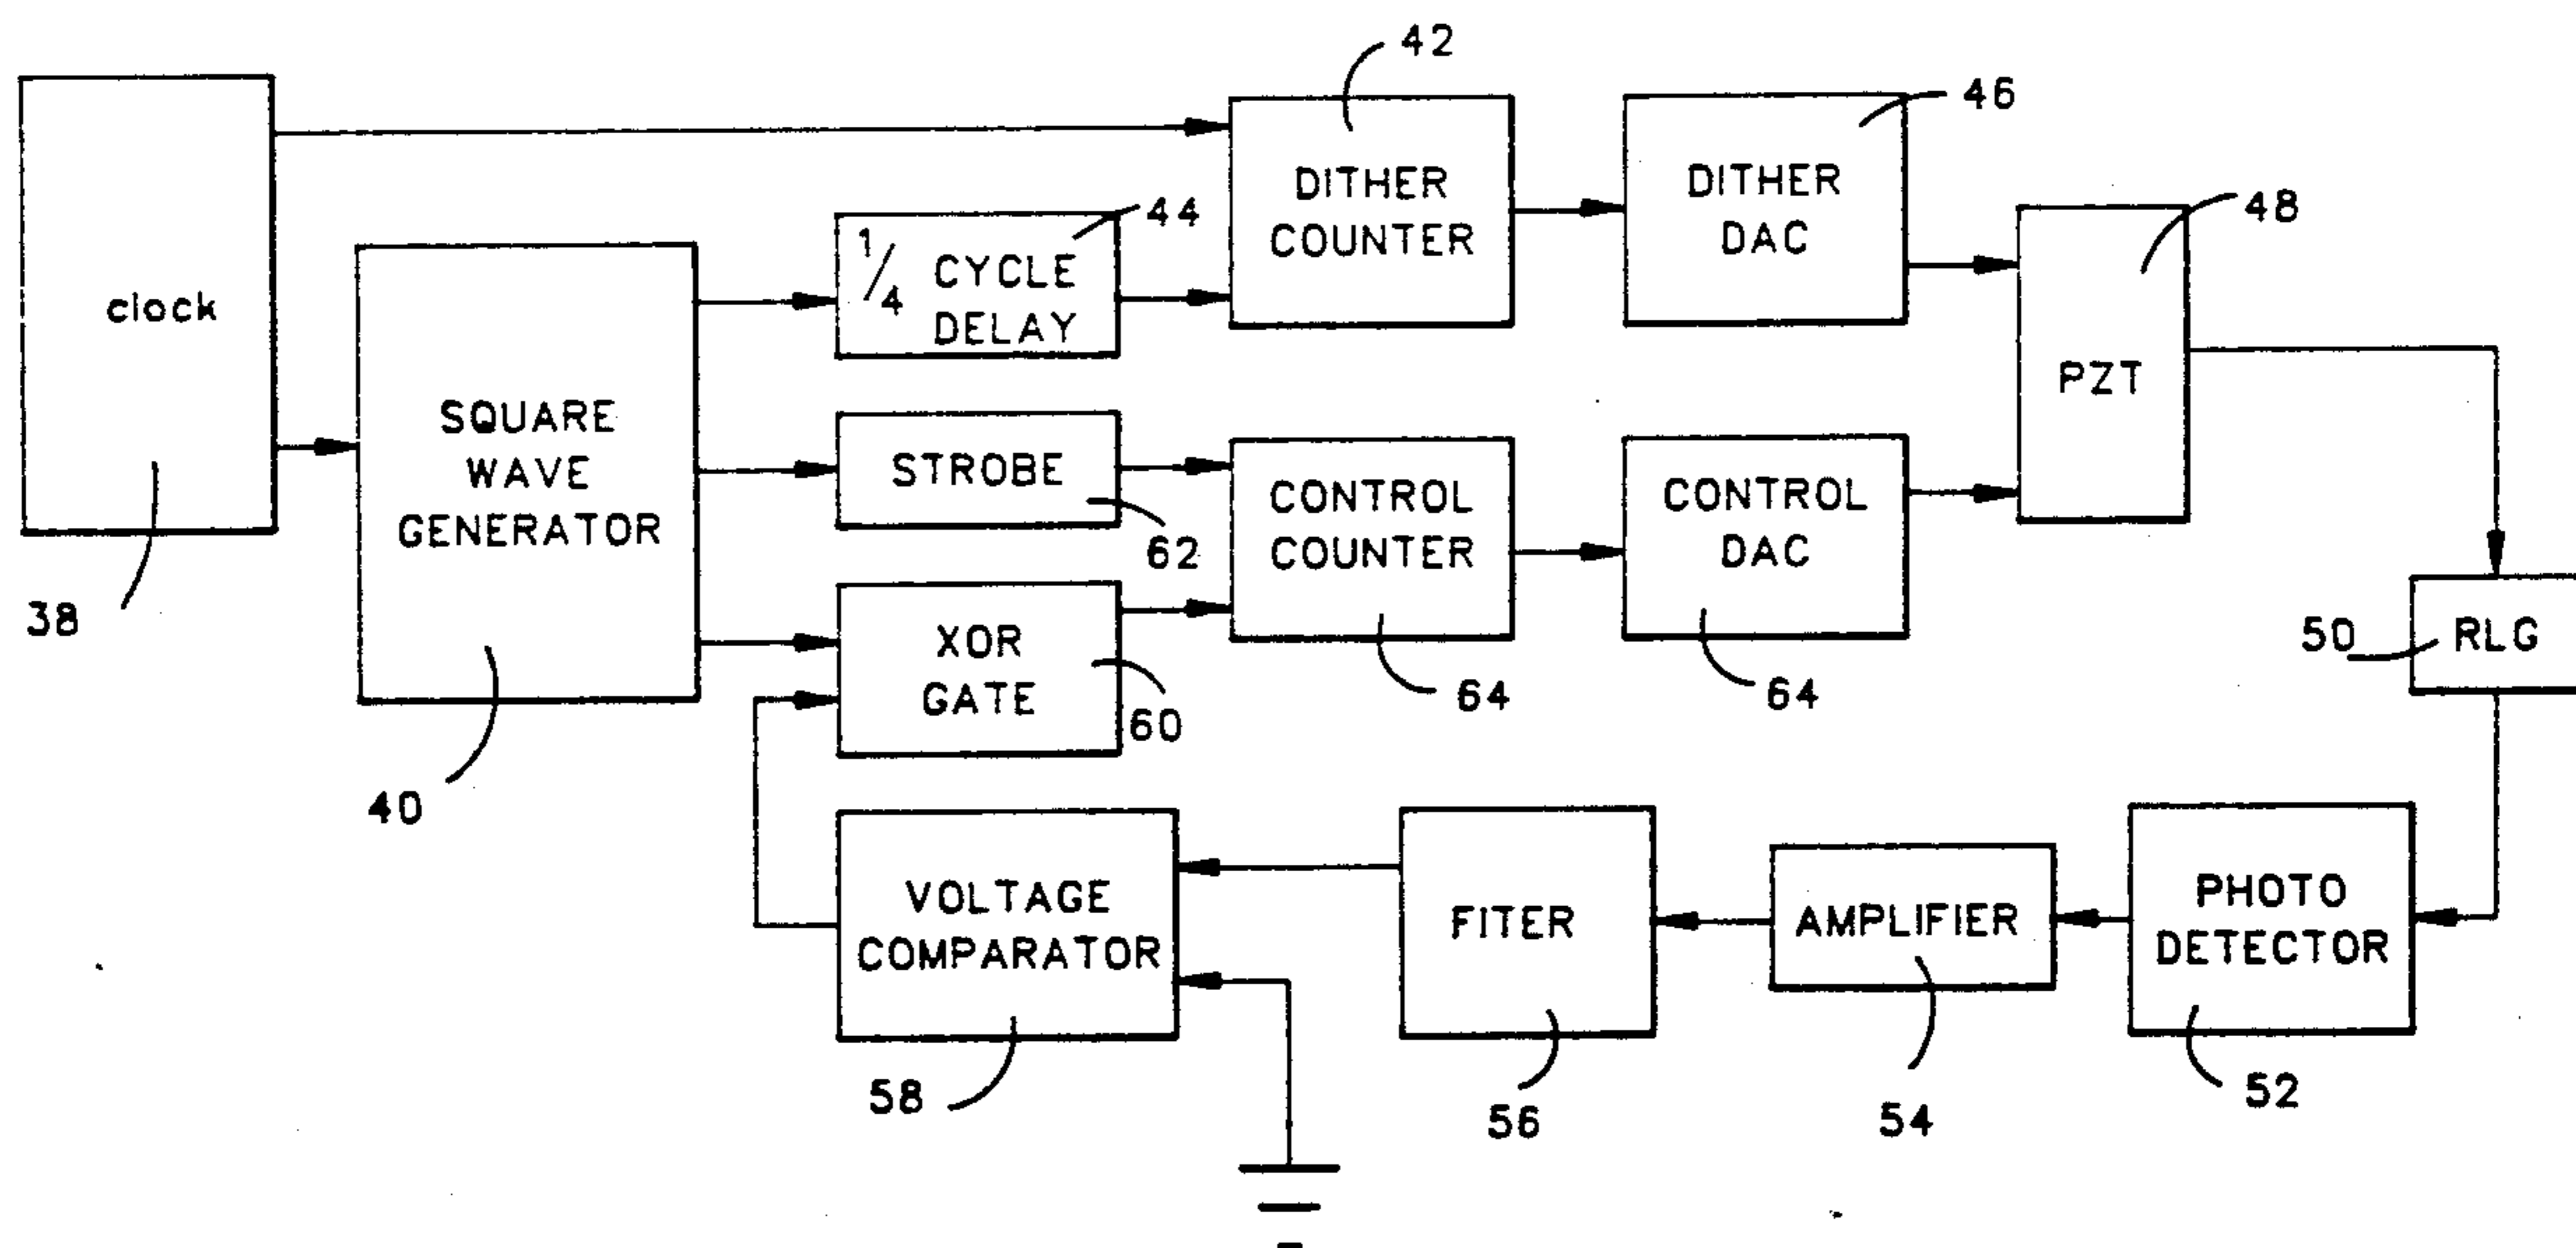 42
46
DITHER
COUNTER
DITHER
DAC
44
48
1/4 CYCLE
DELAY
clock
PZT
SQUARE
WAVE
GENERATOR
STROBE
62
CONTROL
COUNTER
CONTROL
DAC
38
XOR
GATE
60
64
64
50
RLG
40
VOLTAGE
COMPARATOR
FITER
AMPLIFIER
PHOTO
DETECTOR
58
56
54
52